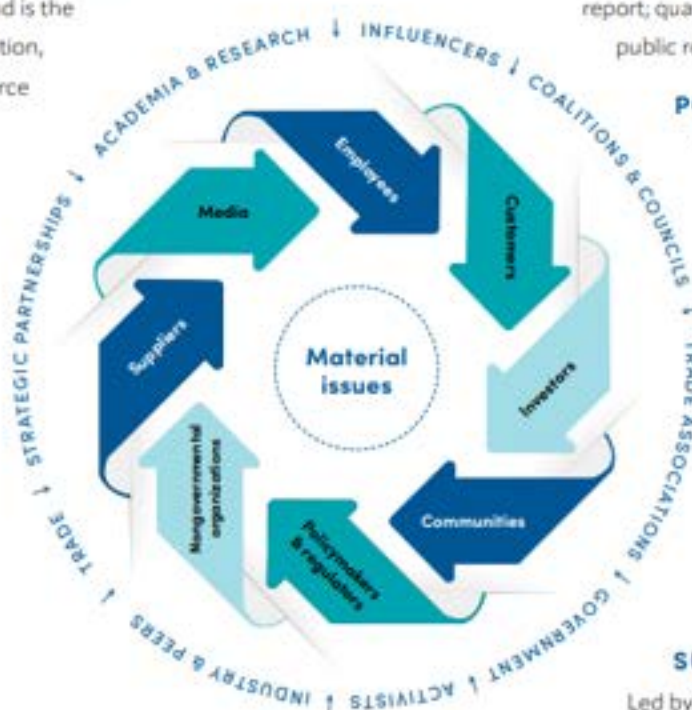 d is the
tion,
rce
report; qua
public re
P
ACADEMIA & RESEARCH ↓ INFLUENCERS ↓ COALITIONS & COUNCILS ↓ TRADE ASSOCIATIONS ↓ GOVERNMENT ↓ ACTIVISTS ↓ INDUSTRY & PEERS ↓ TRADE ↓ STRATEGIC PARTNERSHIPS ↓
Employees
Customers
Investors
Communities
Policymakers
& regulators
Nongovernmental
organizations
Suppliers
Media
Material
issues
S
Led by